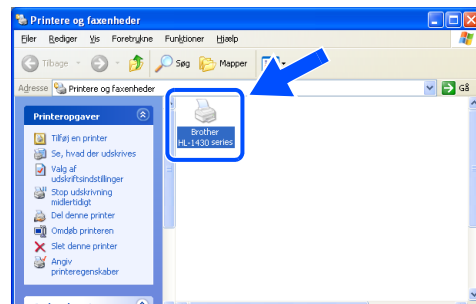 Printere og faxenheder
Filer Rediger Vis Foretrukne Funktioner Hjælp
Tilbage Søg Mapper
Adresse Printere og faxenheder Gå
Printeropgaver
Tilføj en printer
Se, hvad der udskrives
Valg af
udskriftsindstillinger
Stop udskrivning
midlertidigt
Del denne printer
Omdøb printeren
Slet denne printer
Angiv
printeregenskaber
Brother
HL-1430 series